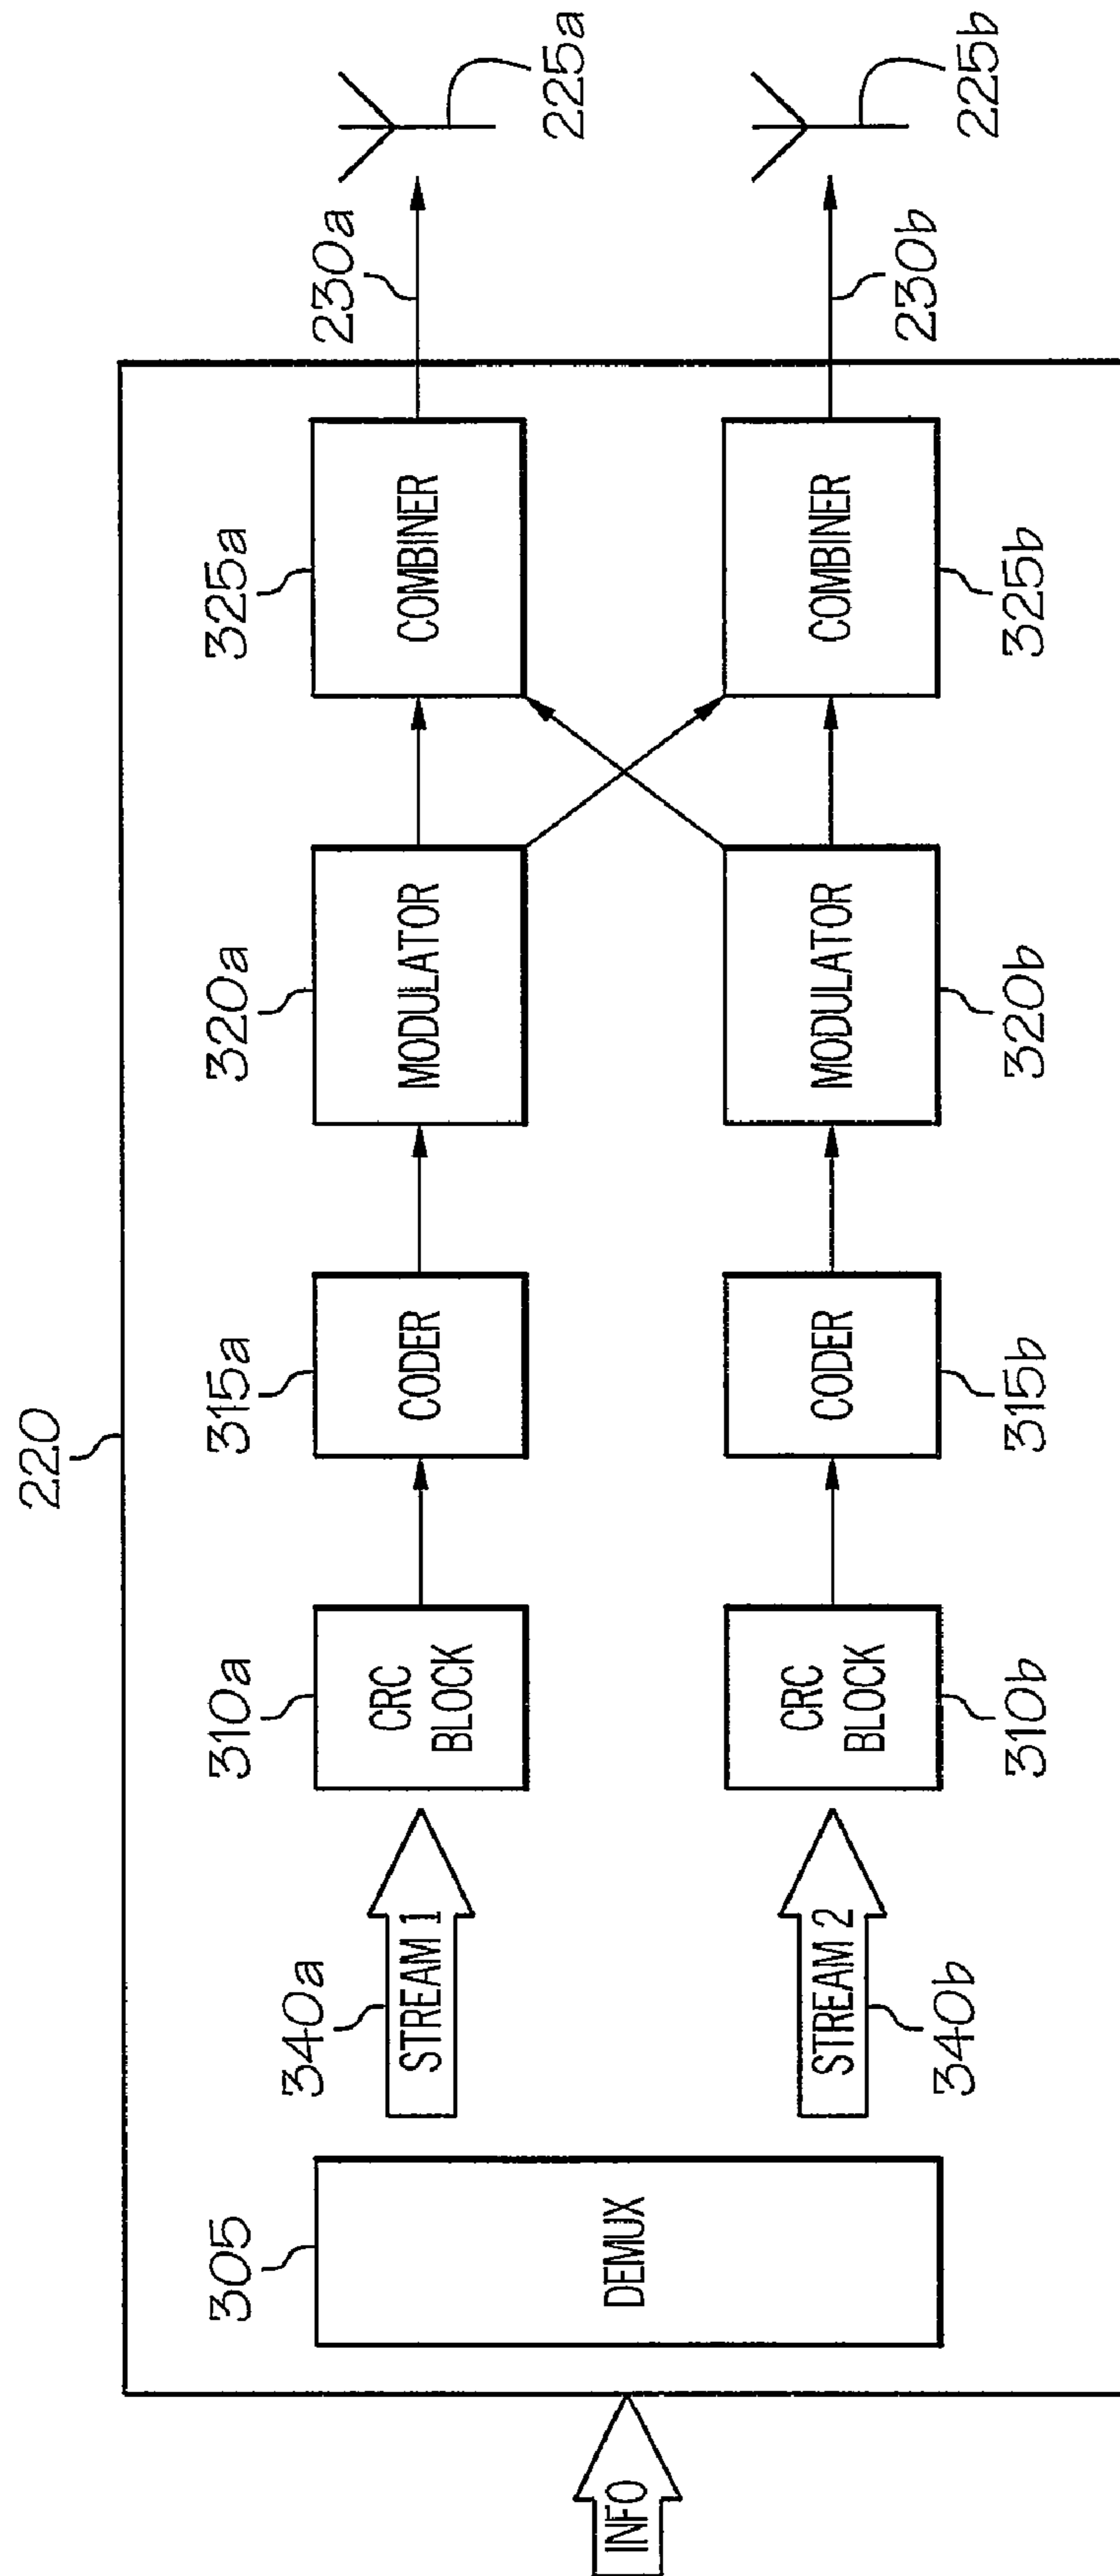 220
305
340a
310a
315a
320a
325a
230a
225a
INFO
DEMUX
STREAM 1
CRC
BLOCK
CODER
MODULATOR
COMBINER
STREAM 2
CRC
BLOCK
CODER
MODULATOR
COMBINER
340b
310b
315b
320b
325b
230b
225b